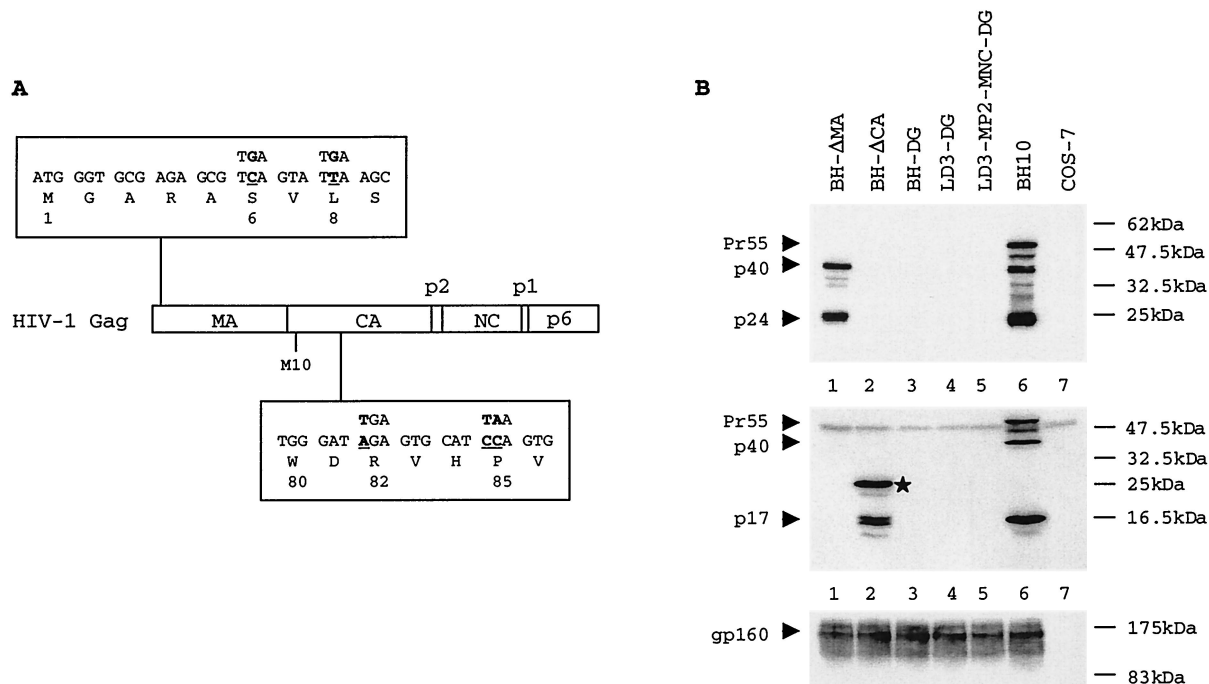 A
TGA TGA
ATG GGT GCG AGA GCG TCA GTA TTA AGC
M G A R A S V L S
1 6 8
p2 p1
HIV-1 Gag MA CA NC p6
M10
TGA TAA
TGG GAT AGA GTG CAT CCA GTG
W D R V H P V
80 82 85
B
BH-ΔMA
BH-ΔCA
BH-DG
LD3-DG
LD3-MP2-MNC-DG
BH10
COS-7
Pr55
p40
p24
62kDa
47.5kDa
32.5kDa
25kDa
1 2 3 4 5 6 7
Pr55
p40
p17
★
47.5kDa
32.5kDa
25kDa
16.5kDa
1 2 3 4 5 6 7
gp160
175kDa
83kDa